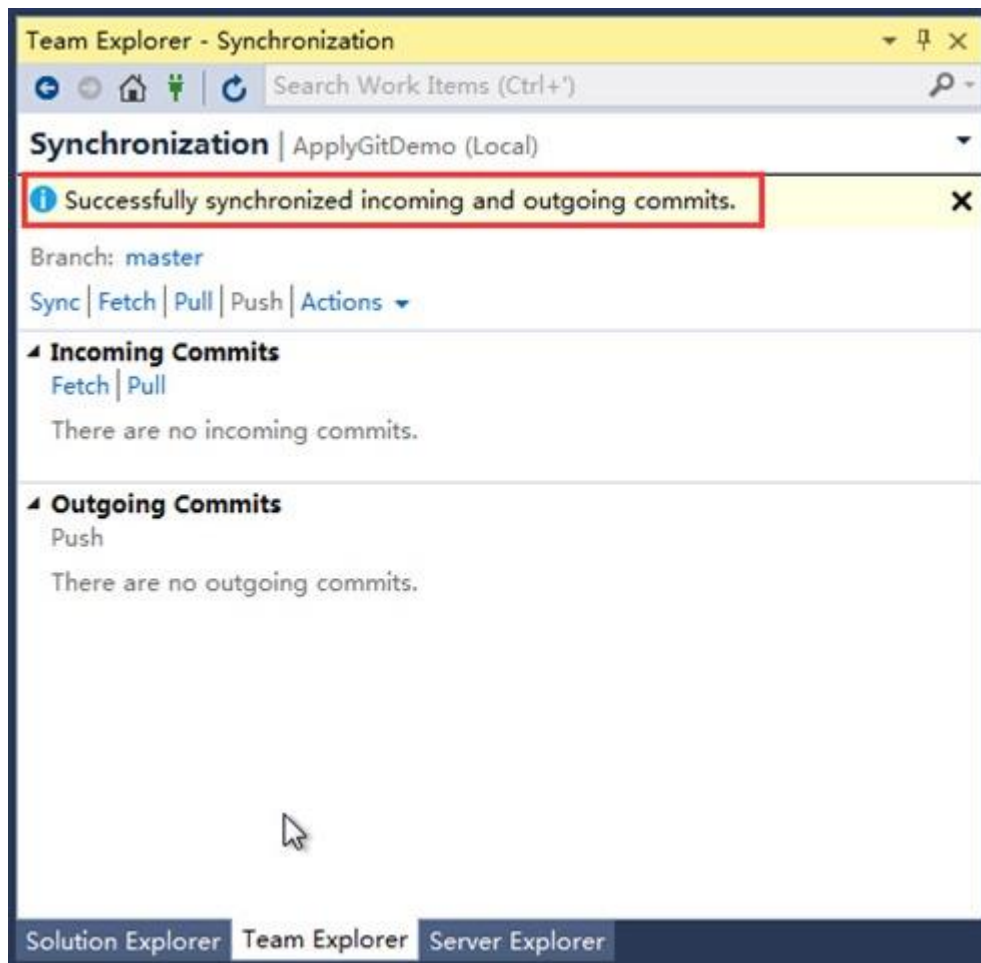 Team Explorer - Synchronization
Search Work Items (Ctrl+')
Synchronization | ApplyGitDemo (Local)
Successfully synchronized incoming and outgoing commits.
Branch: master
Sync | Fetch | Pull | Push | Actions
Incoming Commits
Fetch | Pull
There are no incoming commits.
Outgoing Commits
Push
There are no outgoing commits.
Solution Explorer Team Explorer Server Explorer